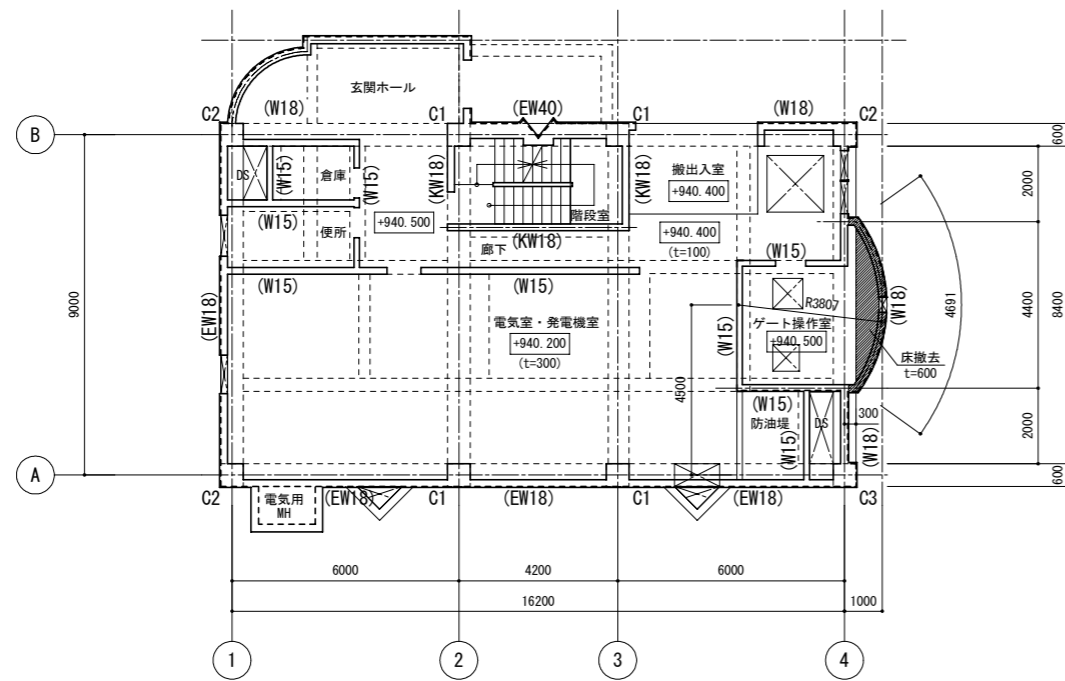 玄関ホール
C2
(W18)
C1
(EW40)
C1
(W18)
C2
B
600
DS
(W15)
倉庫
(W15)
(KW18)
(KW18)
搬出入室
+940.400
2000
(W15)
+940.500
階段室
便所
廊下
(KW18)
+940.400
(t=100)
(W15)
(W15)
(W15)
9000
(EW18)
電気室・発電機室
+940.200
(t=300)
(W15)
R3807
ゲート操作室
+940.500
(W18)
4691
4400
8400
床撤去
t=600
4500
(W15)
防油堤
(W15)
DS
300
(W18)
2000
A
600
C2
電気用
MH
(EW18)
C1
(EW18)
C1
(EW18)
C3
6000
4200
6000
16200
1000
1
2
3
4